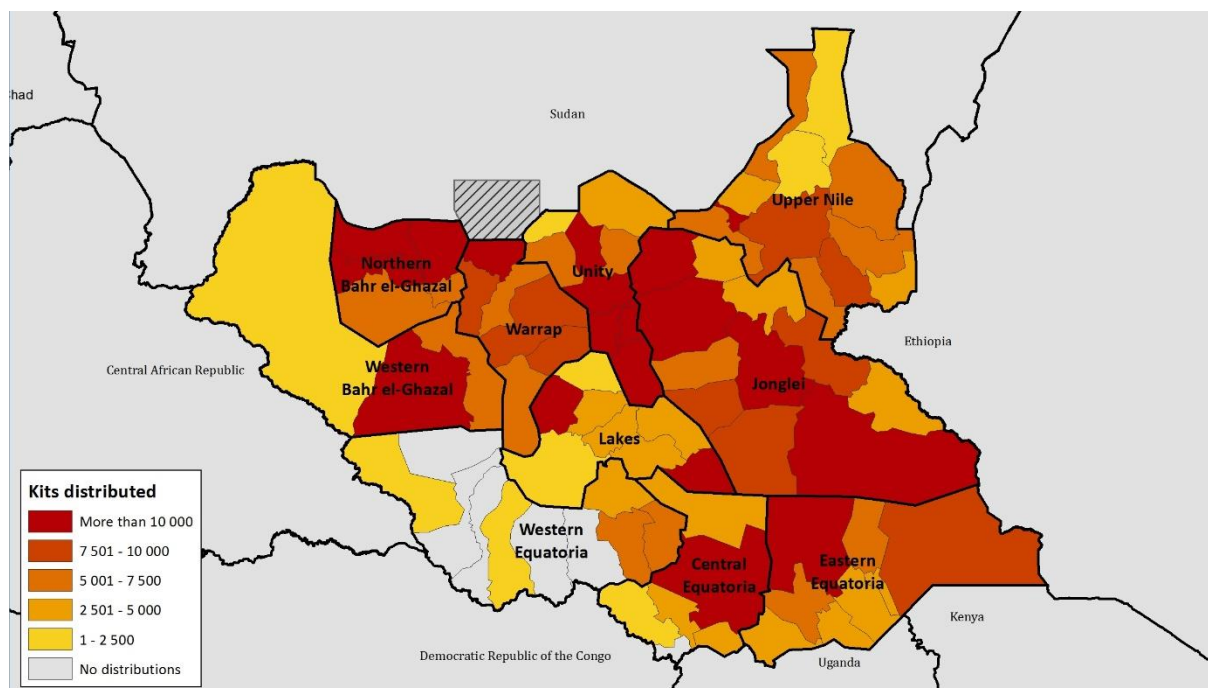 Sudan
Upper Nile
Northern
Bahr el-Ghazal
Unity
Warrap
Ethiopia
Central African Republic
Western
Bahr el-Ghazal
Jonglei
Lakes
Kits distributed
More than 10 000
7 501 - 10 000
5 001 - 7 500
2 501 - 5 000
1 - 2 500
No distributions
Western
Equatoria
Central
Equatoria
Eastern
Equatoria
Kenya
Democratic Republic of the Congo
Uganda